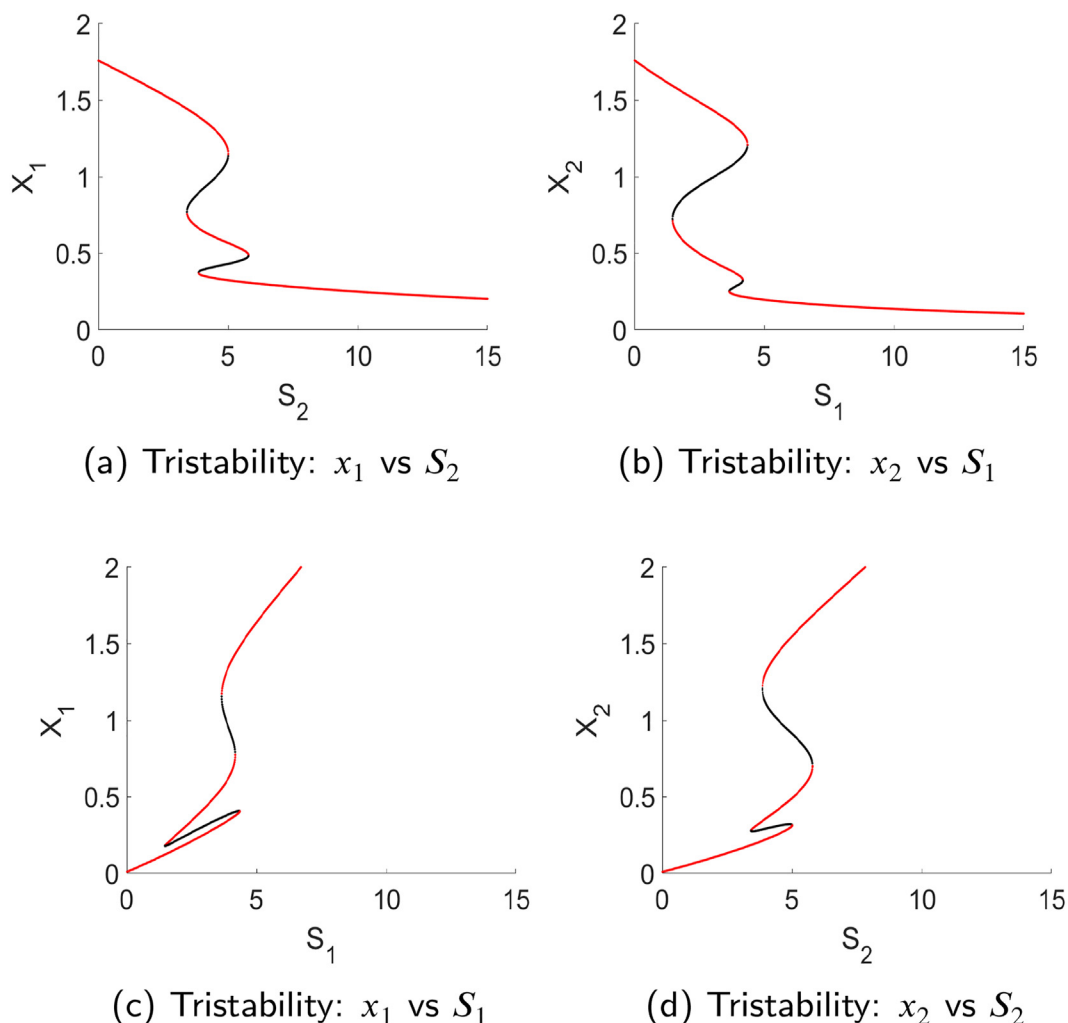 2
1.5
1
0.5
0
X1
0 5 10 15
S2
(a) Tristability: x1 vs S2
2
1.5
1
0.5
0
X2
0 5 10 15
S1
(b) Tristability: x2 vs S1
2
1.5
1
0.5
0
X1
0 5 10 15
S1
(c) Tristability: x1 vs S1
2
1.5
1
0.5
0
X2
0 5 10 15
S2
(d) Tristability: x2 vs S2